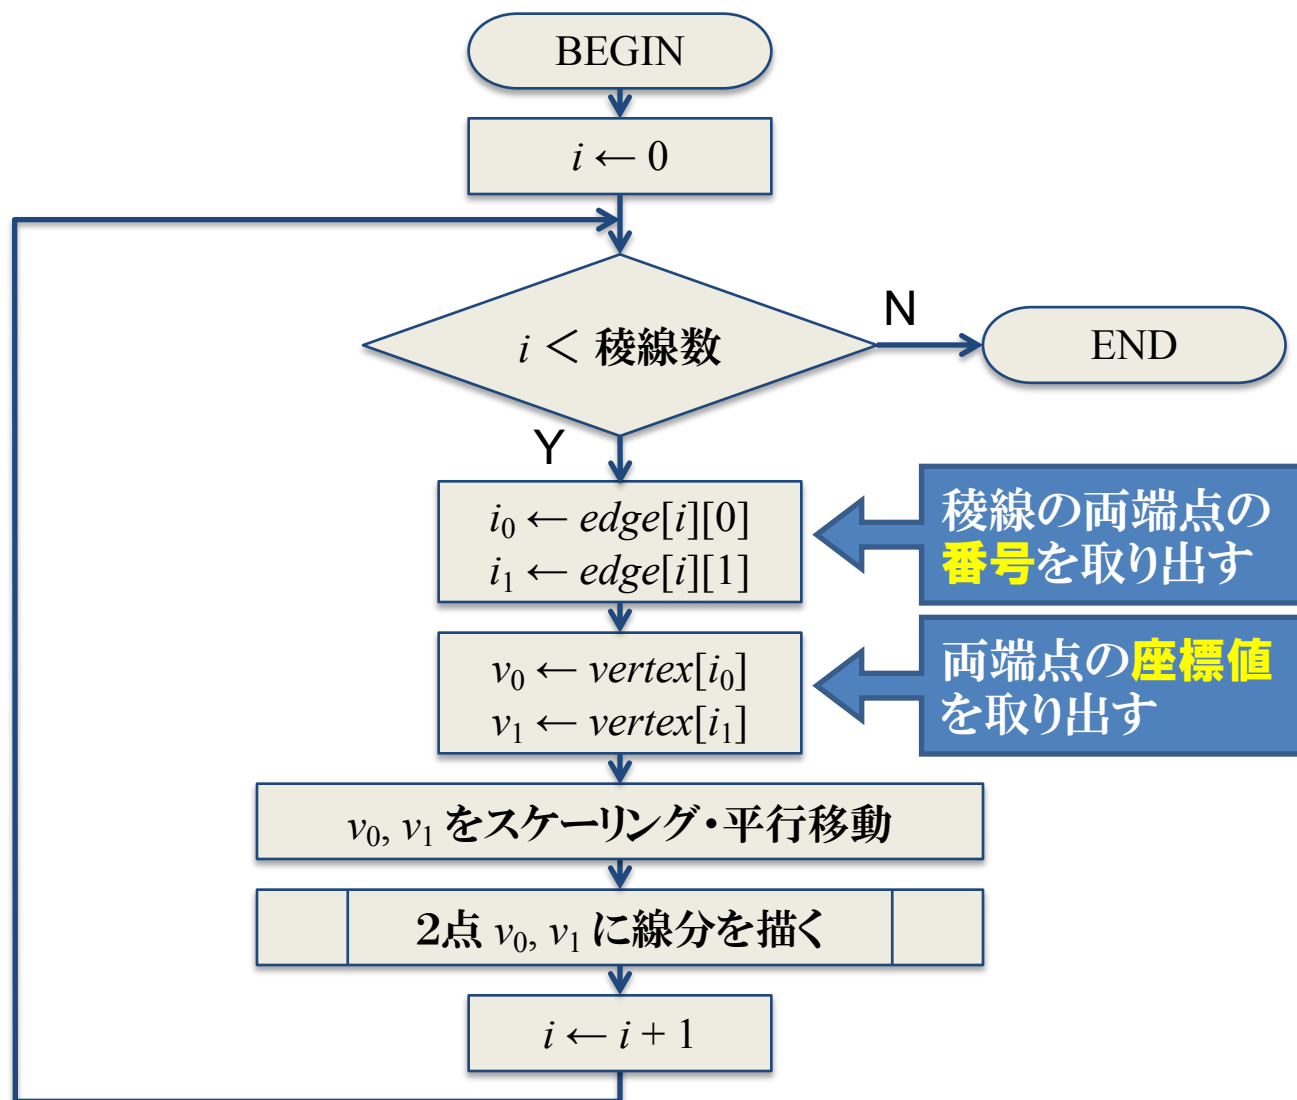 BEGIN
i ← 0
i < 稜線数
N
END
Y
i₀ ← edge[i][0]
i₁ ← edge[i][1]
稜線の両端点の
番号を取り出す
v₀ ← vertex[i₀]
v₁ ← vertex[i₁]
両端点の座標値
を取り出す
v₀, v₁ をスケーリング・平行移動
2点 v₀, v₁ に線分を描く
i ← i + 1